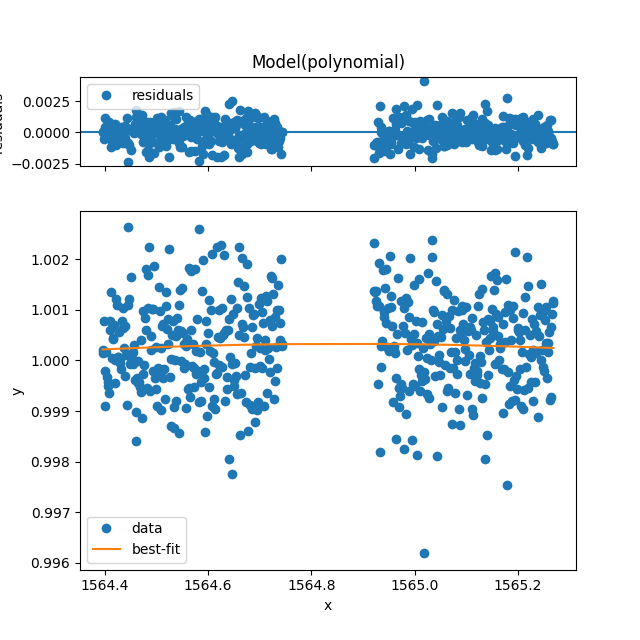 Model(polynomial)
residuals
0.0025
0.0000
−0.0025
1.002
1.001
1.000
0.999
0.998
0.997
0.996
y
data
best-fit
1564.4
1564.6
1564.8
1565.0
1565.2
x